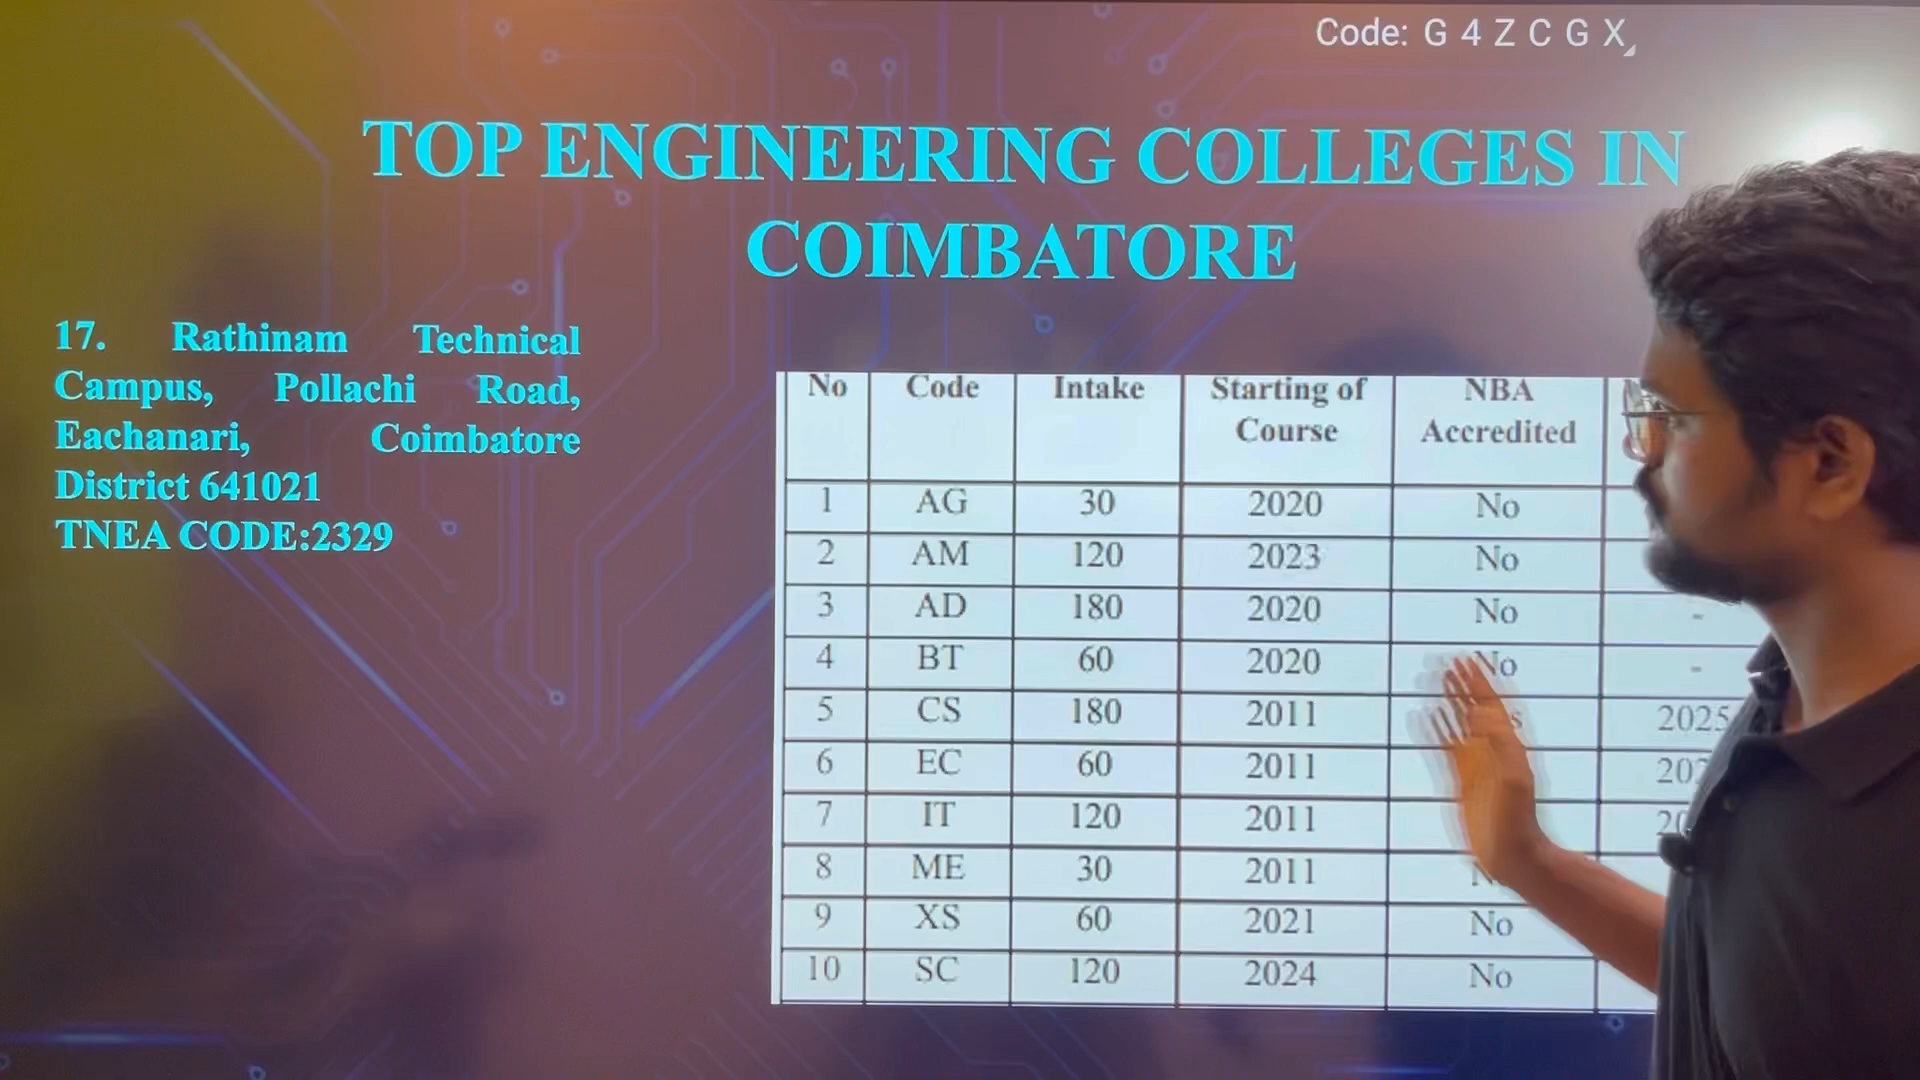 Code: G 4 Z C G X
TOP ENGINEERING COLLEGES IN
COIMBATORE
17. Rathinam Technical
Campus, Pollachi Road,
Eachanari, Coimbatore
District 641021
TNEA CODE:2329
No Code Intake Starting of Course NBA Accredited
1 AG 30 2020 No
2 AM 120 2023 No
3 AD 180 2020 No -
4 BT 60 2020 No -
5 CS 180 2011 2025
6 EC 60 2011
7 IT 120 2011
8 ME 30 2011
9 XS 60 2021 No
10 SC 120 2024 No